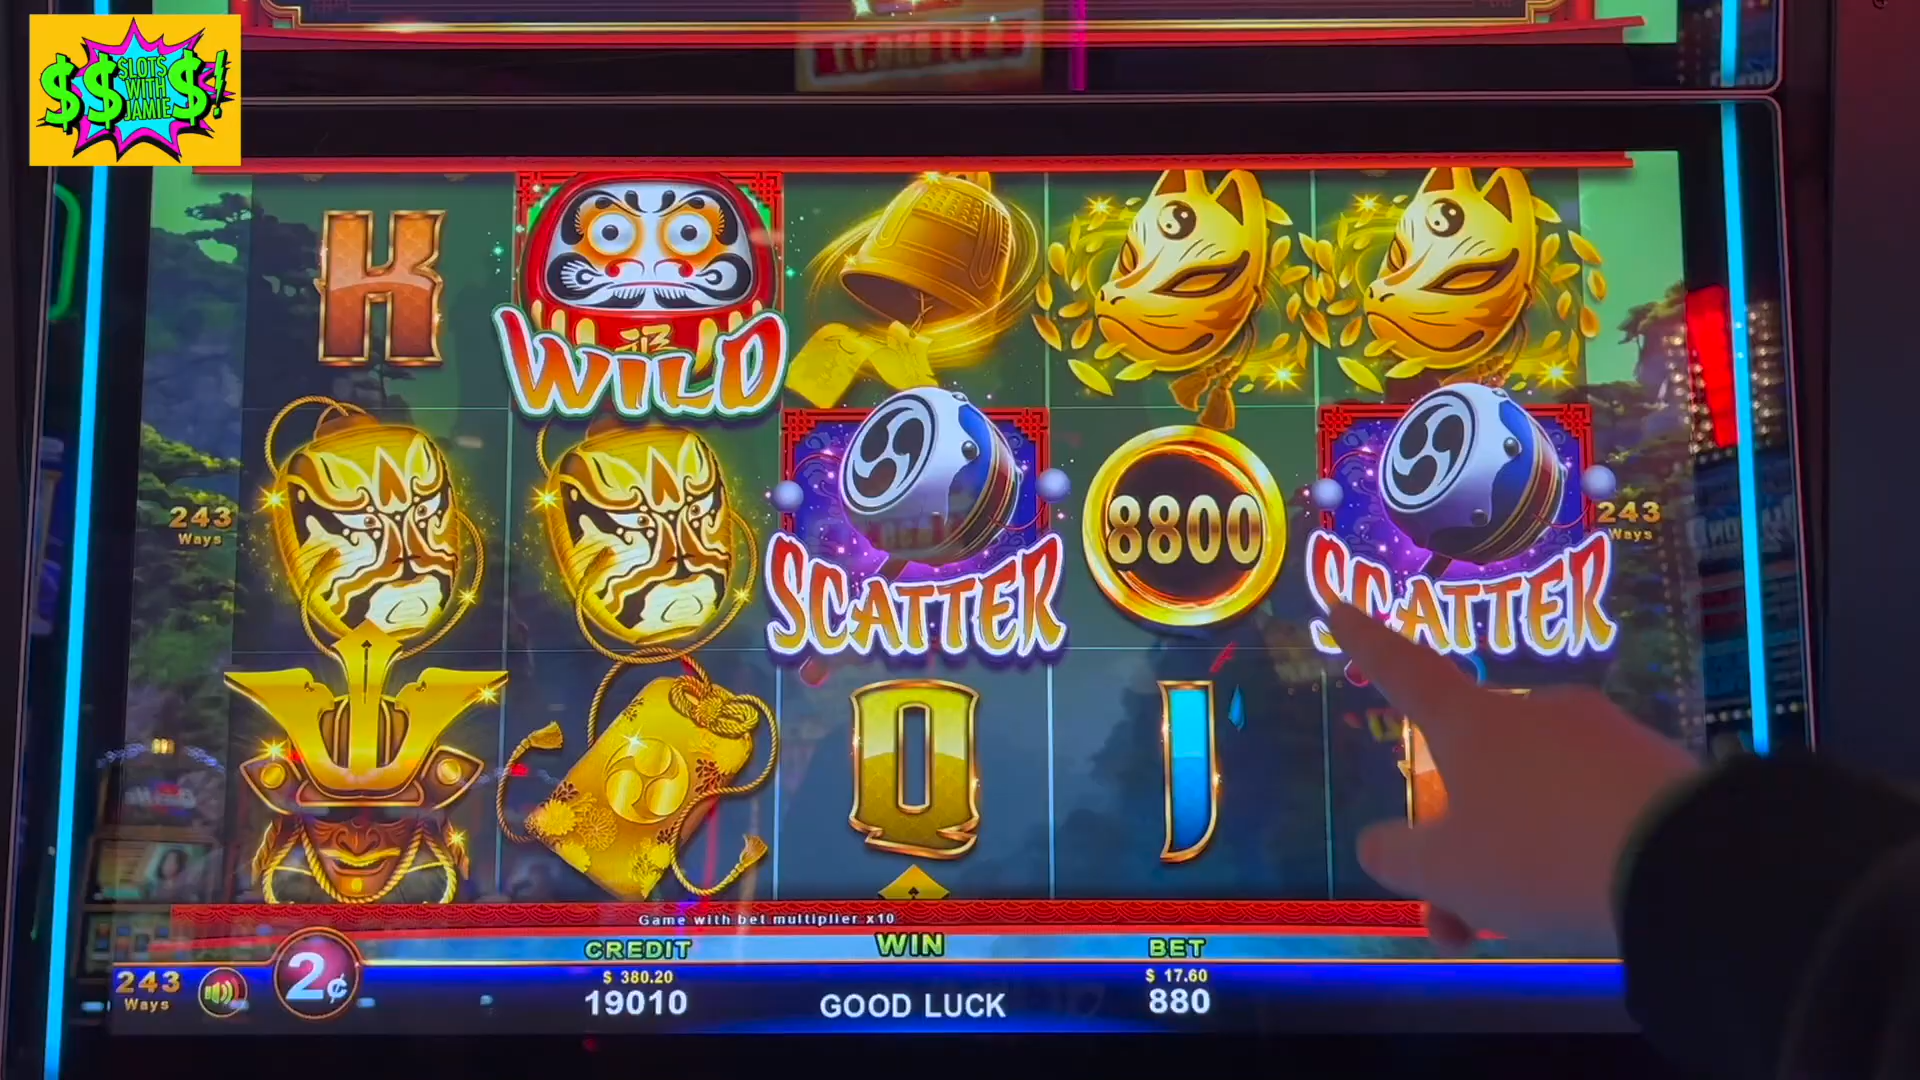 $$ SLOTS WITH JAMIE $!
K
WILD
SCATTER
8800
SCATTER
243
Ways
243
Ways
Q
J
Game with bet multiplier x10
243
Ways
2¢
CREDIT
$ 380.20
19010
WIN
GOOD LUCK
BET
$ 17.60
880